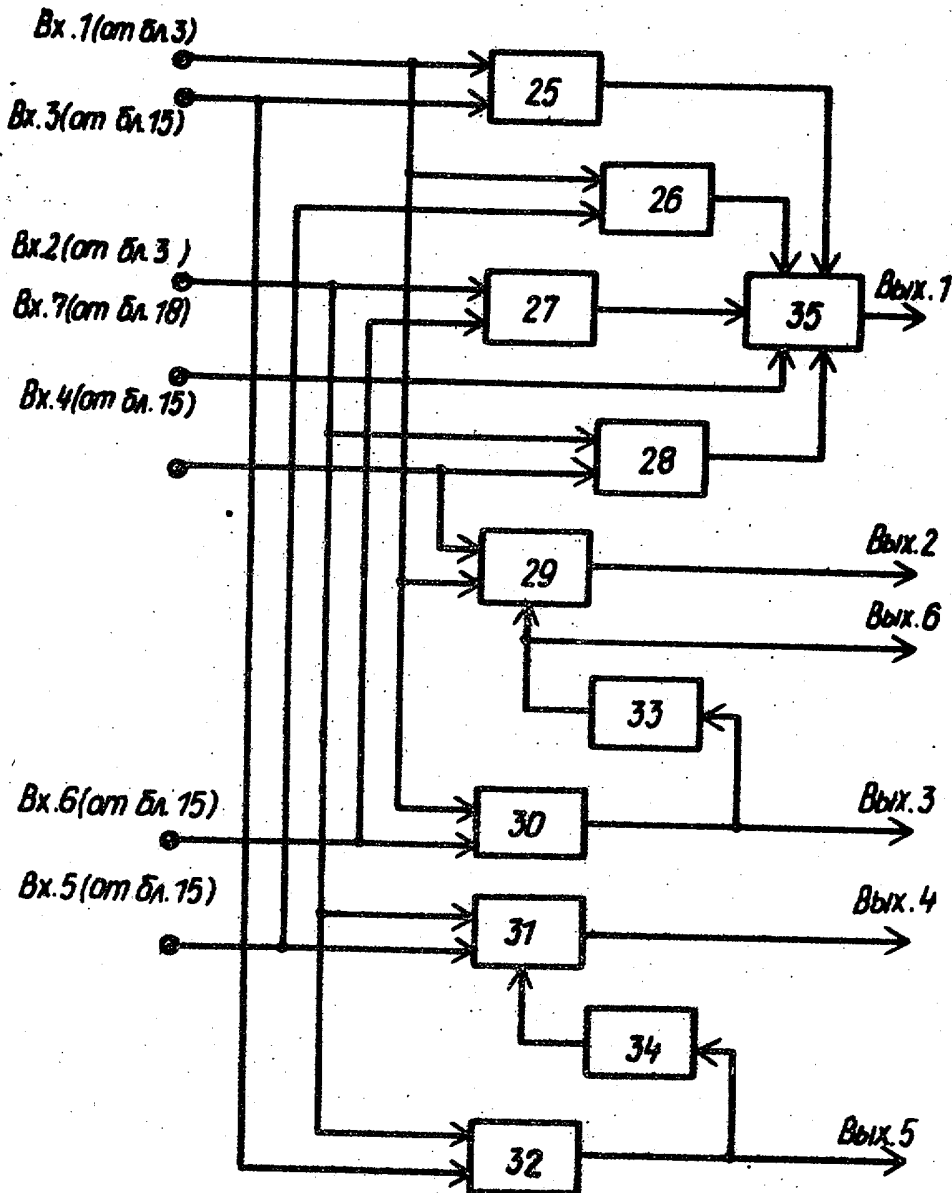 Вх.1(от бл.3)
25
Вх.3(от бл.15)
26
Вх.2(от бл.3)
Вх.7(от бл.18)
27
35
Вых.1
Вх.4(от бл.15)
28
29
Вых.2
Вых.6
33
Вх.6(от бл.15)
30
Вых.3
Вх.5(от бл.15)
31
Вых.4
34
32
Вых.5